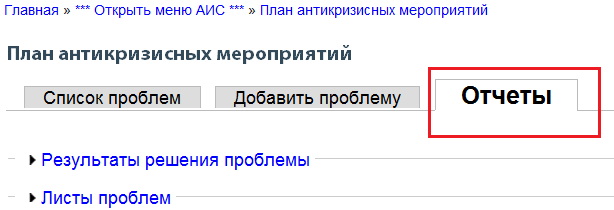 Главная » *** Открыть меню АИС *** » План антикризисных мероприятий
План антикризисных мероприятий
Список проблем Добавить проблему Отчеты
Результаты решения проблемы
Листы проблем